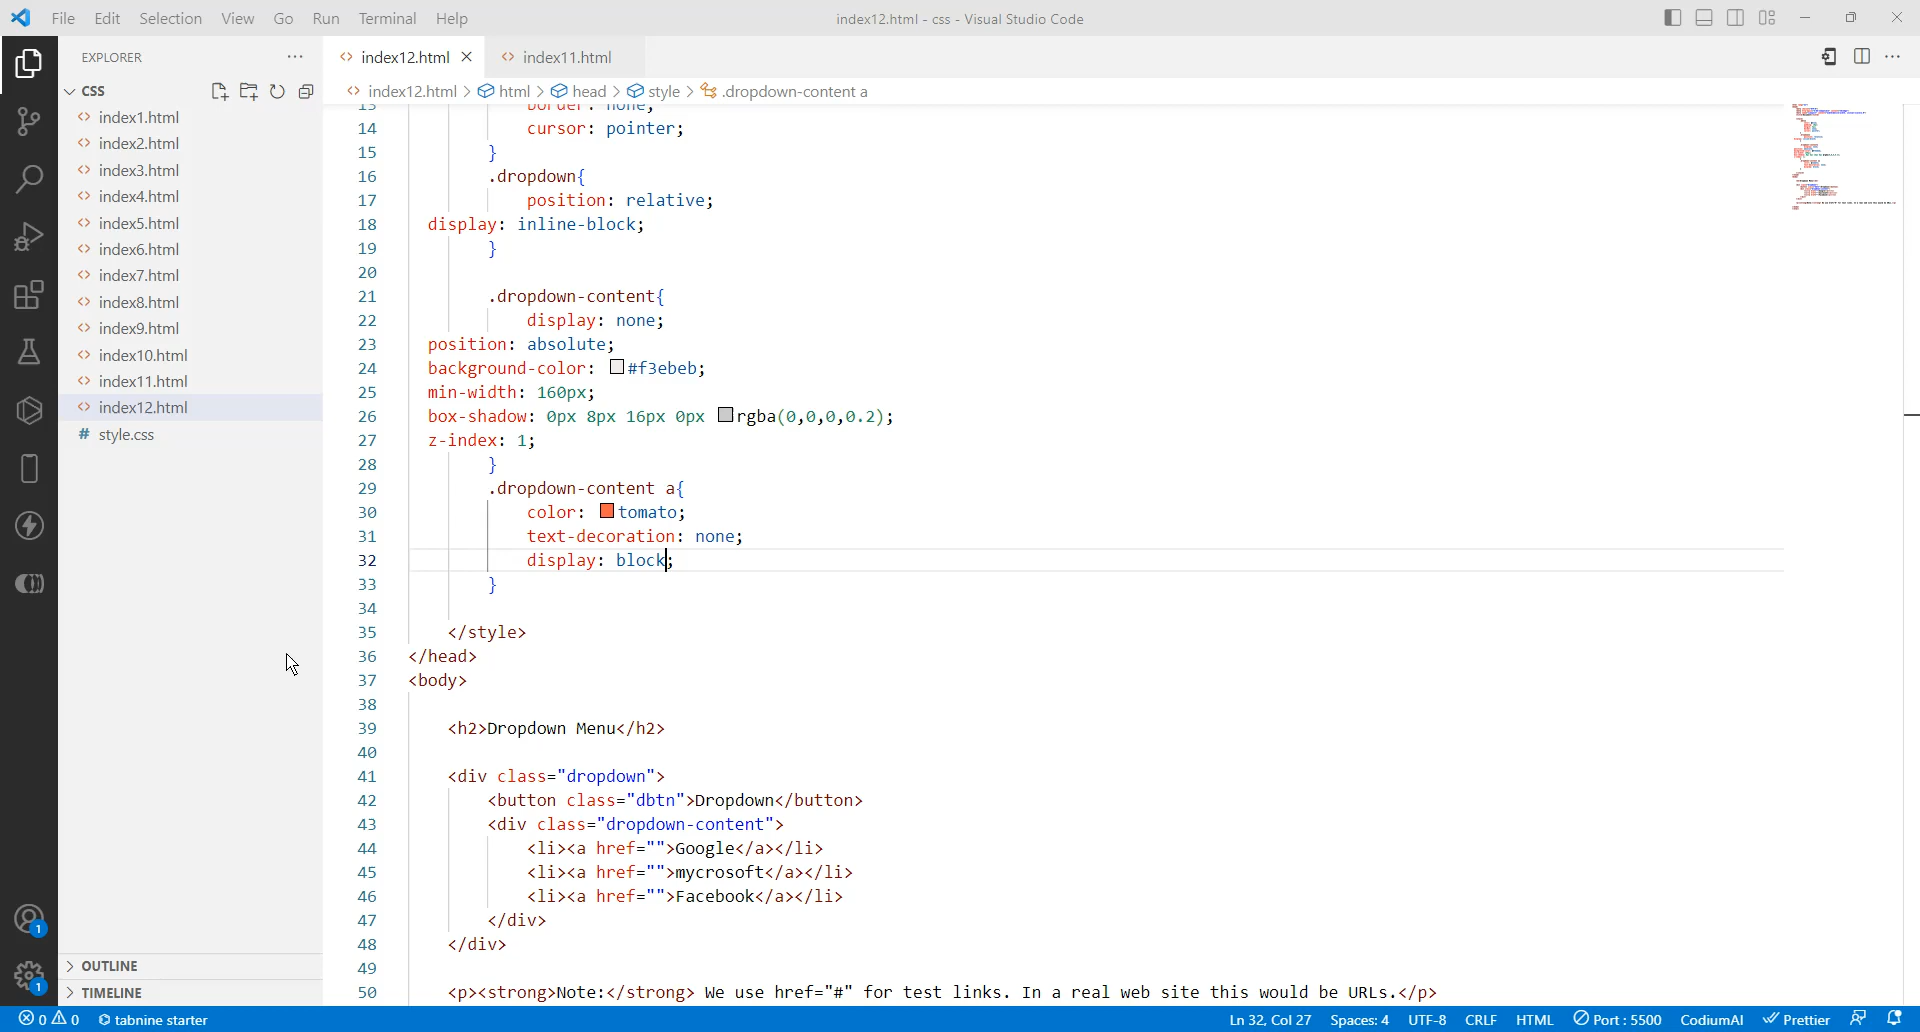 File Edit Selection View Go Run Terminal Help
index12.html - css - Visual Studio Code
EXPLORER
index12.html
index11.html
CSS
index12.html > html > head > style > .dropdown-content a
index1.html
index2.html
index3.html
index4.html
index5.html
index6.html
index7.html
index8.html
index9.html
index10.html
index11.html
index12.html
# style.css
OUTLINE
TIMELINE
13 border: none;
14 cursor: pointer;
15 }
16 .dropdown{
17 position: relative;
18 display: inline-block;
19 }
20
21 .dropdown-content{
22 display: none;
23 position: absolute;
24 background-color: #f3ebeb;
25 min-width: 160px;
26 box-shadow: 0px 8px 16px 0px rgba(0,0,0,0.2);
27 z-index: 1;
28 }
29 .dropdown-content a{
30 color: tomato;
31 text-decoration: none;
32 display: block;
33 }
34
35 </style>
36 </head>
37 <body>
38
39 <h2>Dropdown Menu</h2>
40
41 <div class="dropdown">
42 <button class="dbtn">Dropdown</button>
43 <div class="dropdown-content">
44 <li><a href="">Google</a></li>
45 <li><a href="">mycrosoft</a></li>
46 <li><a href="">Facebook</a></li>
47 </div>
48 </div>
49
50 <p><strong>Note:</strong> We use href="#" for test links. In a real web site this would be URLs.</p>
1
1
0 0 tabnine starter
Ln 32, Col 27 Spaces: 4 UTF-8 CRLF HTML Port : 5500 CodiumAI Prettier